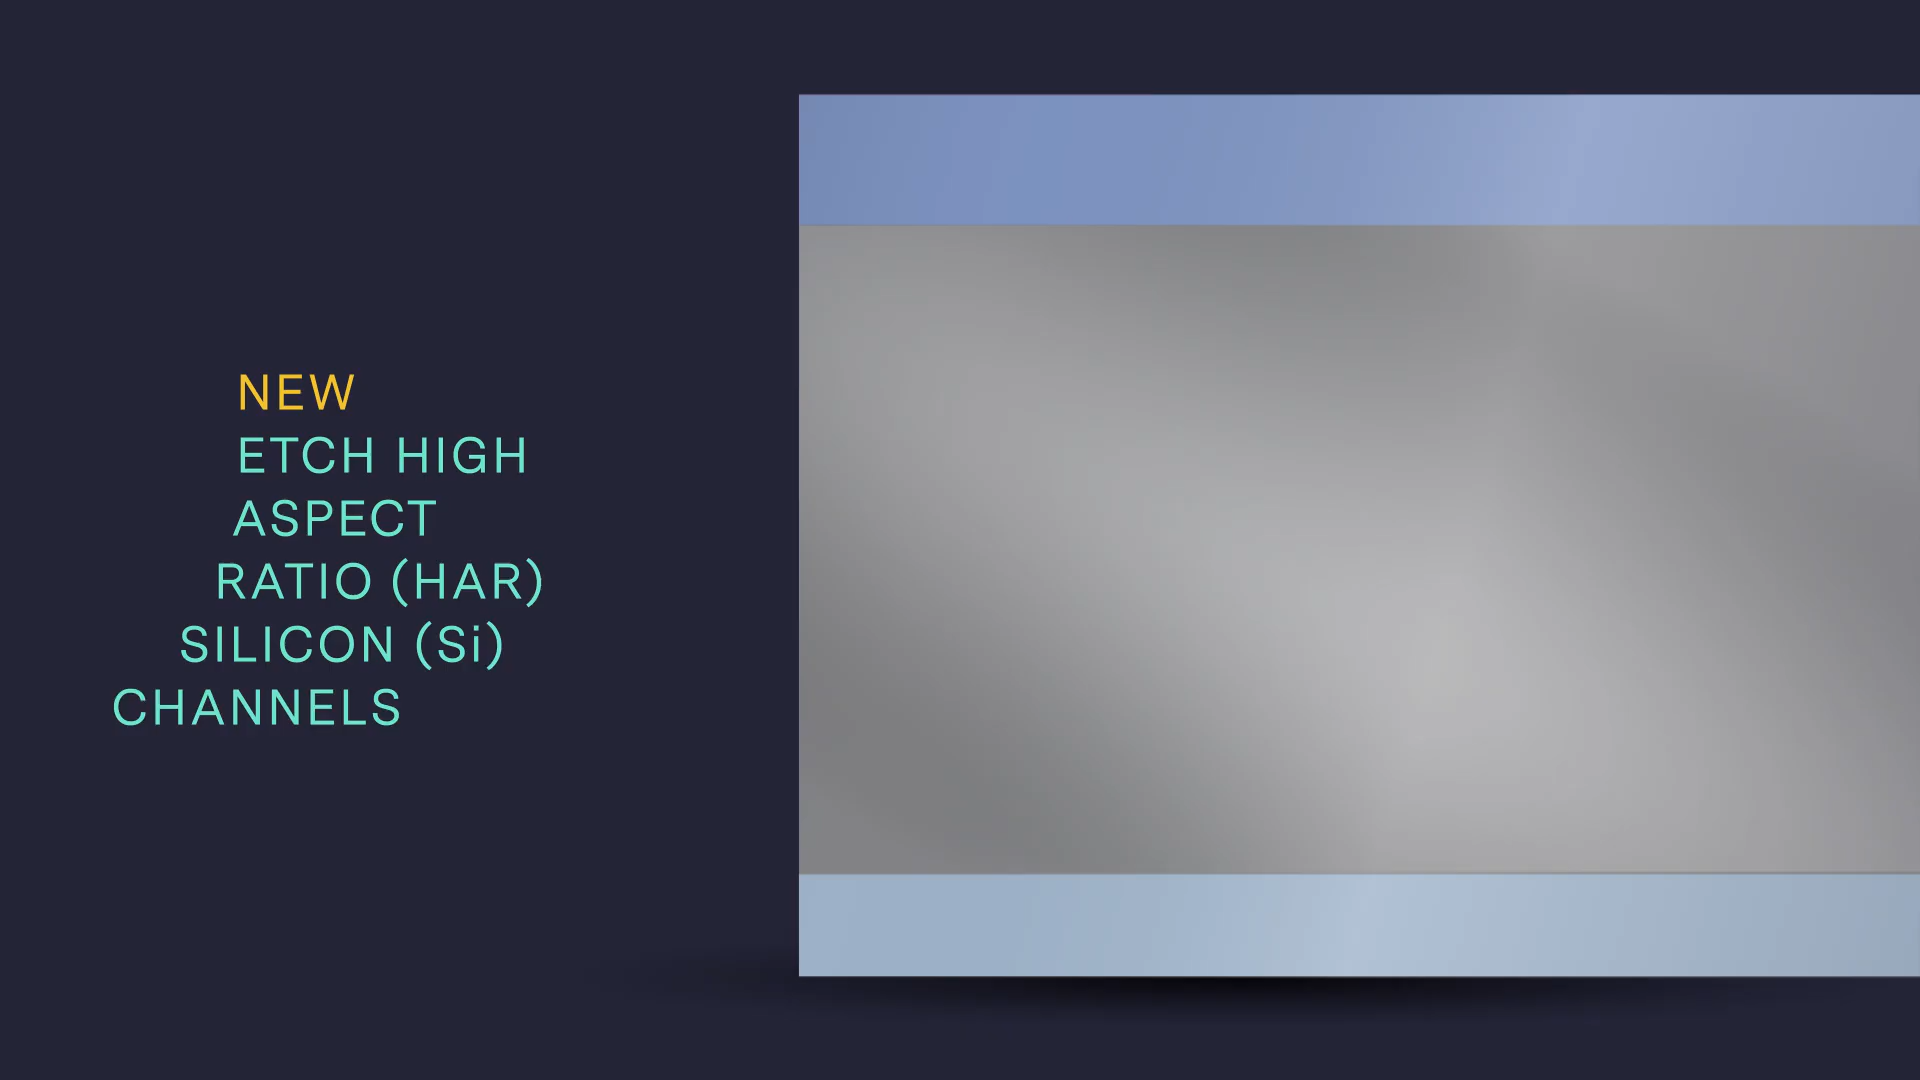 NEW
ETCH HIGH
ASPECT
RATIO (HAR)
SILICON (Si)
CHANNELS